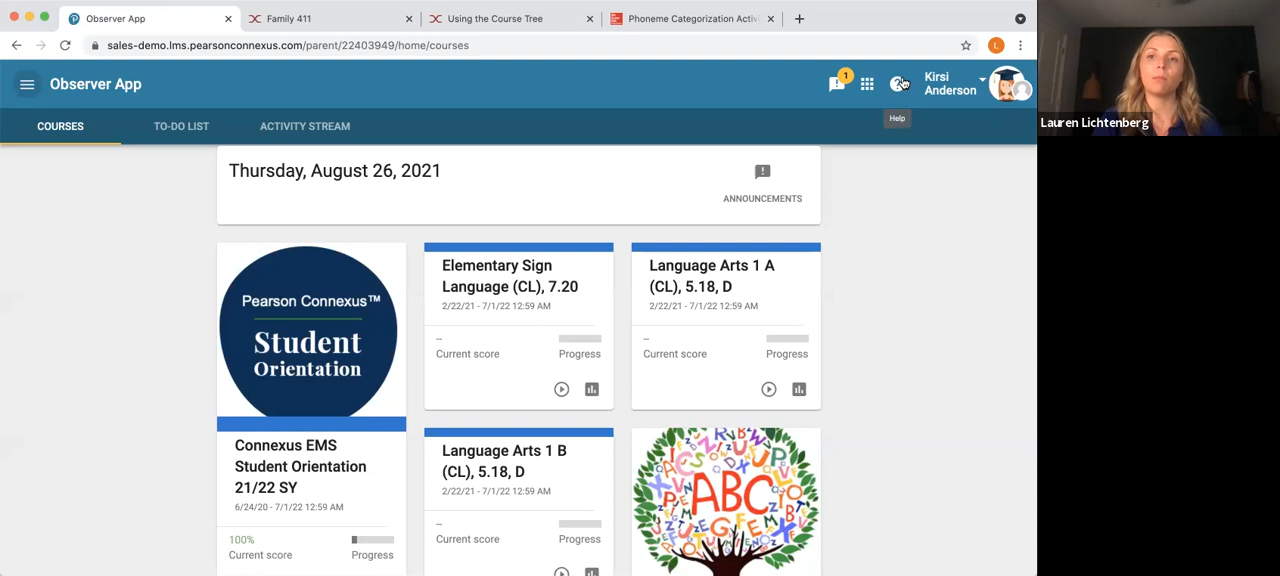 Observer App
Family 411
Using the Course Tree
Phoneme Categorization Activi
sales-demo.lms.pearsonconnexus.com/parent/22403949/home/courses
L
Observer App
1
Kirsi
Anderson
Help
COURSES
TO-DO LIST
ACTIVITY STREAM
Lauren Lichtenberg
Thursday, August 26, 2021
ANNOUNCEMENTS
Pearson Connexus™
Student
Orientation
Connexus EMS
Student Orientation
21/22 SY
6/24/20 - 7/1/22 12:59 AM
100%
Current score
Progress
Elementary Sign
Language (CL), 7.20
2/22/21 - 7/1/22 12:59 AM
--
Current score
Progress
Language Arts 1 A
(CL), 5.18, D
2/22/21 - 7/1/22 12:59 AM
--
Current score
Progress
Language Arts 1 B
(CL), 5.18, D
2/22/21 - 7/1/22 12:59 AM
--
Current score
Progress
ABC